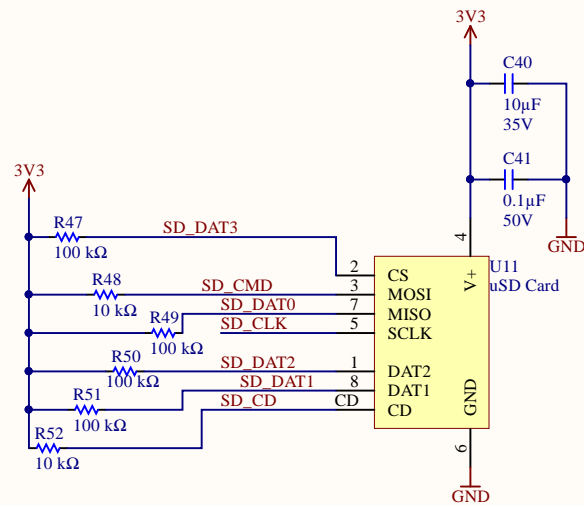 3V3
C40
10µF
35V
C41
0.1µF
50V
GND
3V3
R47
100 kΩ
SD_DAT3
R48
10 kΩ
SD_CMD
R49
100 kΩ
SD_DAT0
SD_CLK
R50
100 kΩ
SD_DAT2
R51
100 kΩ
SD_DAT1
R52
10 kΩ
SD_CD
CD
4
V+
U11
uSD Card
2 CS
3 MOSI
7 MISO
5 SCLK
1 DAT2
8 DAT1
CD
GND
6
GND